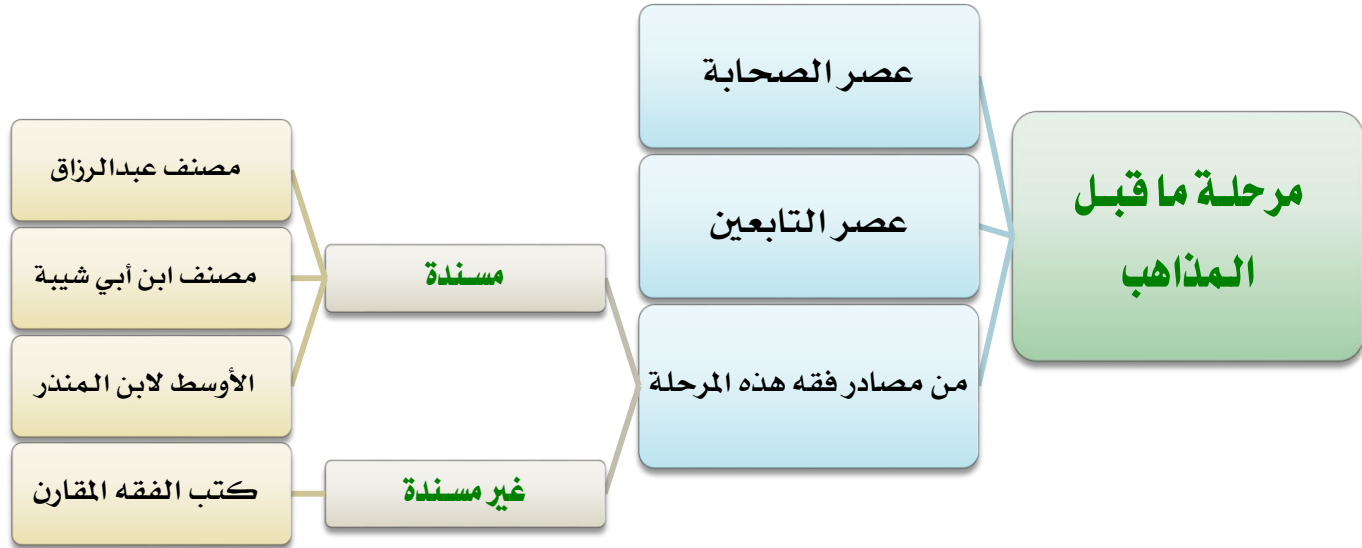 مرحلة ما قبل
المذاهب
عصر الصحابة
عصر التابعين
من مصادر فقه هذه المرحلة
مسندة
مصنف عبدالرزاق
مصنف ابن أبي شيبة
الأوسط لابن المنذر
غير مسندة
كتب الفقه المقارن